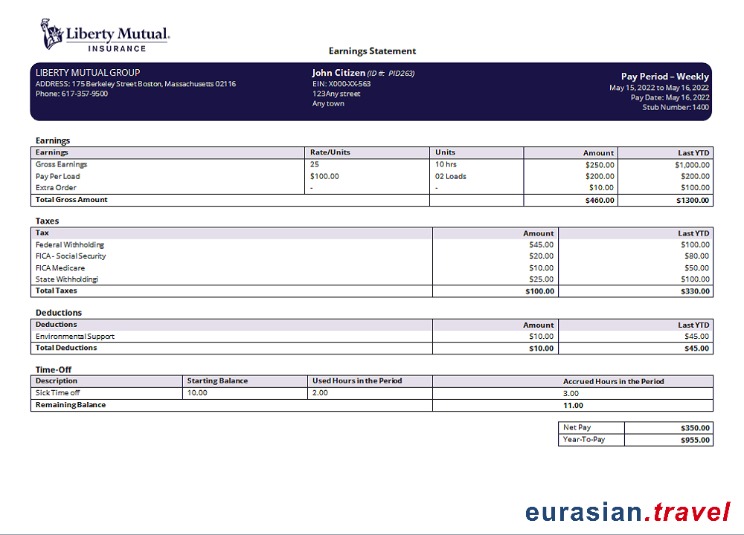 Liberty Mutual.
INSURANCE
Earnings Statement
LIBERTY MUTUAL GROUP
ADDRESS: 175 Berkeley Street Boston, Massachusetts 02116
Phone: 617-357-9500
John Citizen (ID #: PID263)
EIN: X000-XX-563
123Any street
Any town
Pay Period – Weekly
May 15, 2022 to May 16, 2022
Pay Date: May 16, 2022
Stub Number: 1400
Earnings
Earnings Rate/Units Units Amount Last YTD
Gross Earnings 25 10 hrs $250.00 $1,000.00
Pay Per Load $100.00 02 Loads $200.00 $200.00
Extra Order - - $10.00 $100.00
Total Gross Amount $460.00 $1300.00
Taxes
Tax Amount Last YTD
Federal Withholding $45.00 $100.00
FICA - Social Security $20.00 $80.00
FICA Medicare $10.00 $50.00
State Withholdingi $25.00 $100.00
Total Taxes $100.00 $330.00
Deductions
Deductions Amount Last YTD
Environmental Support $10.00 $45.00
Total Deductions $10.00 $45.00
Time-Off
Description Starting Balance Used Hours in the Period Accrued Hours in the Period
Sick Time off 10.00 2.00 3.00
Remaining Balance 11.00
Net Pay $350.00
Year-To-Pay $955.00
eurasian.travel